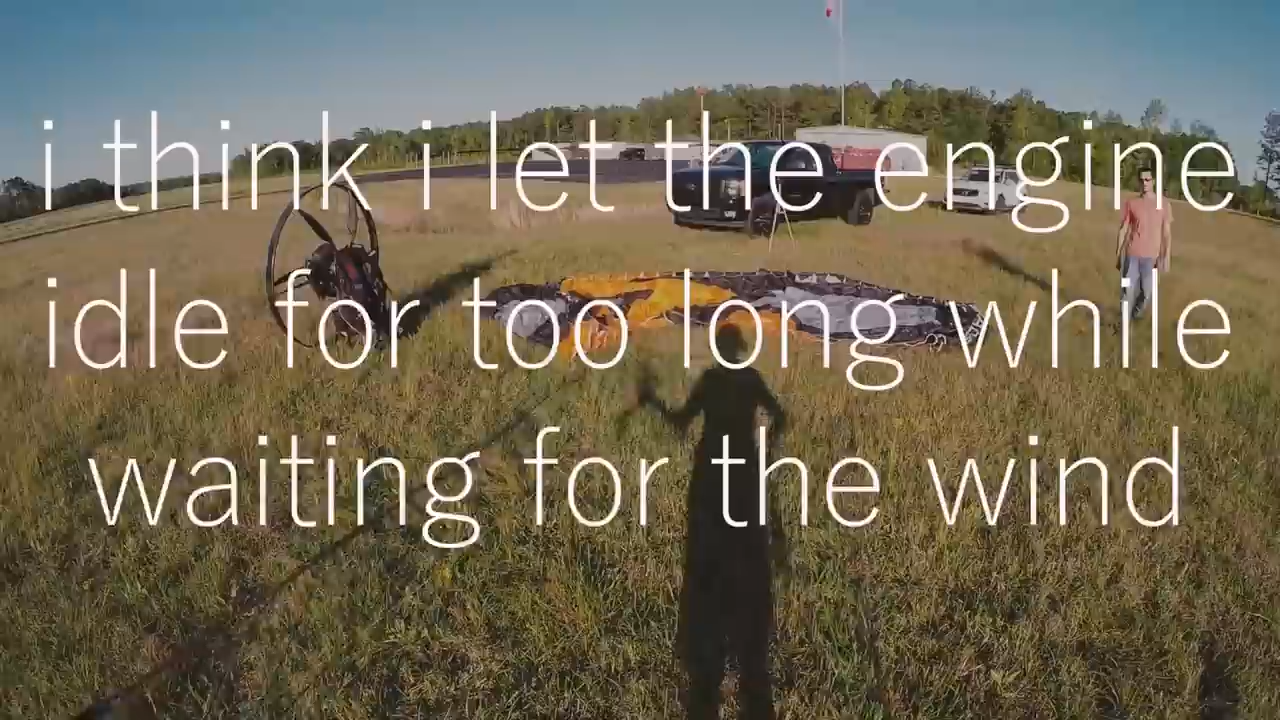 i think i let the engine
idle for too long while
waiting for the wind